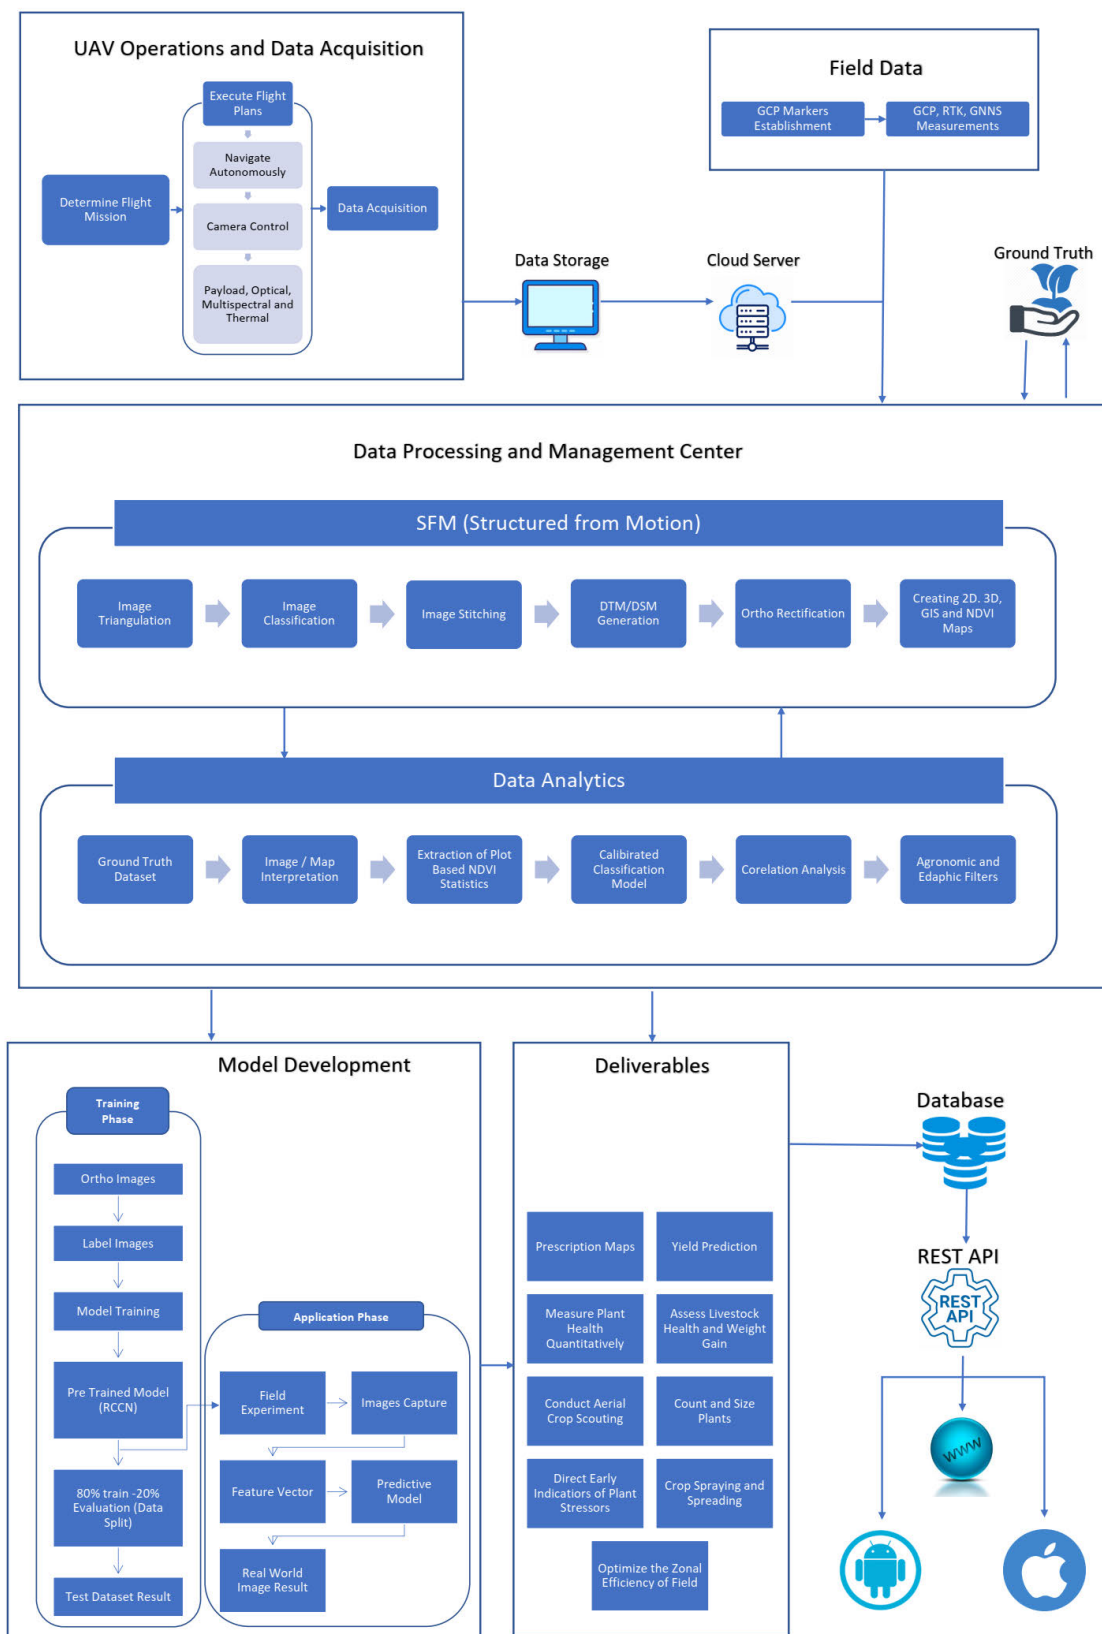 UAV Operations and Data Acquisition
Execute Flight
Plans
Navigate
Autonomously
Determine Flight
Mission
Camera Control
Data Acquisition
Payload, Optical,
Multispectral and
Thermal
Field Data
GCP Markers
Establishment
GCP, RTK, GNNS
Measurements
Data Storage
Cloud Server
Ground Truth
Data Processing and Management Center
SFM (Structured from Motion)
Image
Triangulation
Image
Classification
Image Stitching
DTM/DSM
Generation
Ortho Rectification
Creating 2D. 3D,
GIS and NDVI
Maps
Data Analytics
Ground Truth
Dataset
Image / Map
Interpretation
Extraction of Plot
Based NDVI
Statistics
Calibirated
Classification
Model
Corelation Analysis
Agronomic and
Edaphic Filters
Model Development
Training
Phase
Ortho Images
Label Images
Model Training
Pre Trained Model
(RCCN)
80% train -20%
Evaluation (Data
Split)
Test Dataset Result
Application Phase
Field
Experiment
Images Capture
Feature Vector
Predictive
Model
Real World
Image Result
Deliverables
Prescription Maps
Yield Prediction
Measure Plant
Health
Quantitatively
Assess Livestock
Health and Weight
Gain
Conduct Aerial
Crop Scouting
Count and Size
Plants
Direct Early
Indicatiors of Plant
Stressors
Crop Spraying and
Spreading
Optimize the Zonal
Efficiency of Field
Database
REST API
REST
API
WWW